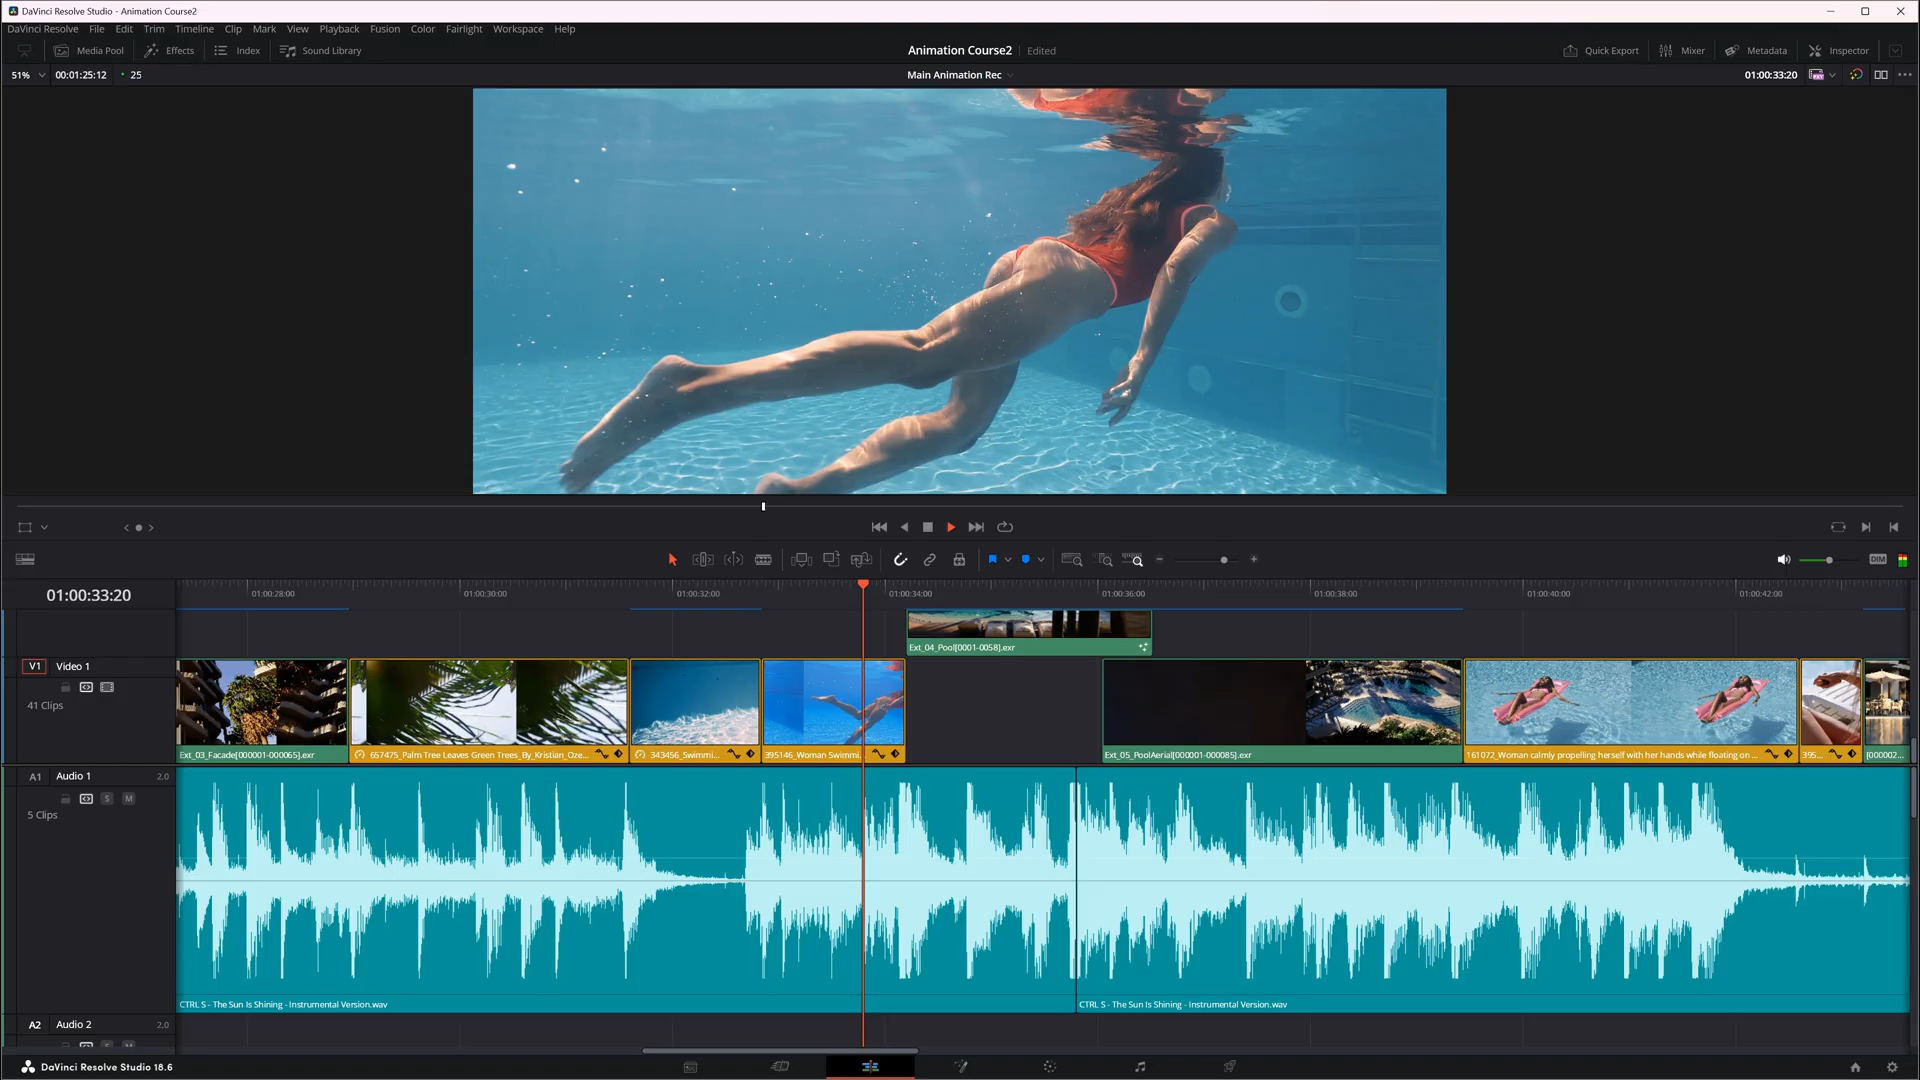 DaVinci Resolve Studio - Animation Course2
DaVinci Resolve File Edit Trim Timeline Clip Mark View Playback Fusion Color Fairlight Workspace Help
Media Pool Effects Index Sound Library Animation Course2 Edited Quick Export Mixer Metadata Inspector
51% 00:01:25:12 25 Main Animation Rec 01:00:33:20
DIM
01:00:33:20 01:00:28:00 01:00:30:00 01:00:32:00 01:00:34:00 01:00:36:00 01:00:38:00 01:00:40:00 01:00:42:00
Ext_04_Pool[0001-0058].exr
V1 Video 1
41 Clips
Ext_03_Facade[000001-000065].exr 657475_Palm Tree Leaves Green Trees_By_Kristian_Oze... 343456_Swimmi... 395146_Woman Swimmi... Ext_05_PoolAerial[000001-000085].exr 161072_Woman calmly propelling herself with her hands while floating on ... 395... [000002...
A1 Audio 1 2.0
S M
5 Clips
CTRL S - The Sun Is Shining - Instrumental Version.wav CTRL S - The Sun Is Shining - Instrumental Version.wav
A2 Audio 2 2.0
S M
DaVinci Resolve Studio 18.6